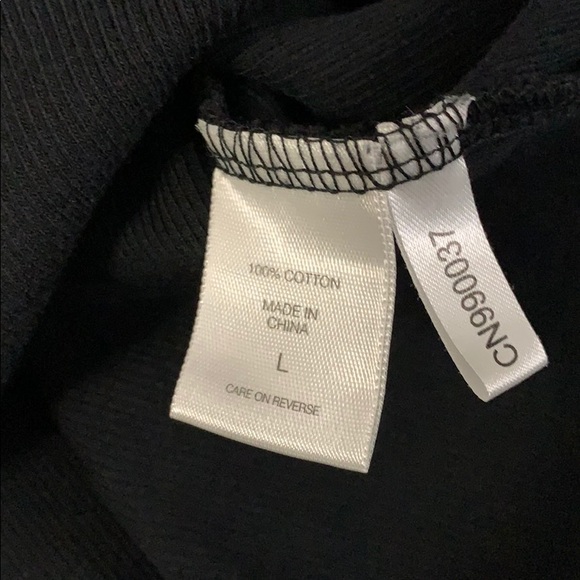 100% COTTON
MADE IN
CHINA
L
CARE ON REVERSE
CN990037